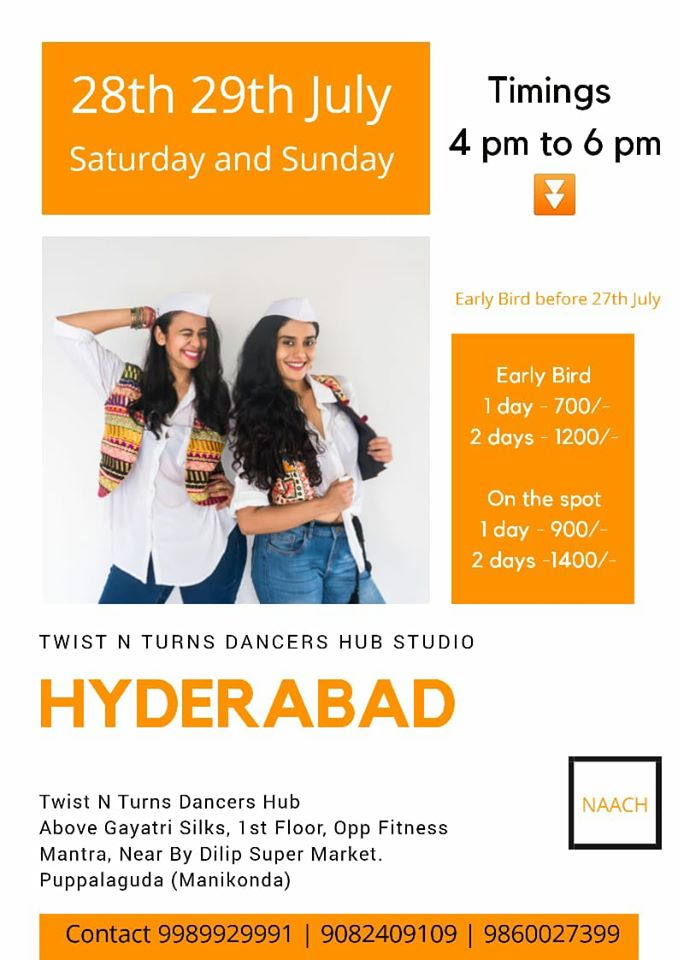 28th 29th July
Saturday and Sunday
Timings
4 pm to 6 pm
Early Bird before 27th July
Early Bird
1 day - 700/-
2 days - 1200/-
On the spot
1 day - 900/-
2 days -1400/-
TWIST N TURNS DANCERS HUB STUDIO
HYDERABAD
Twist N Turns Dancers Hub
Above Gayatri Silks, 1st Floor, Opp Fitness
Mantra, Near By Dilip Super Market.
Puppalaguda (Manikonda)
NAACH
Contact 9989929991 | 9082409109 | 9860027399